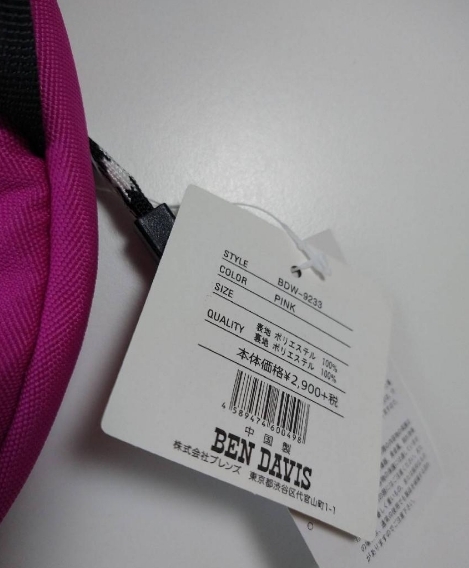 STYLE BDW-9233
COLOR PINK
SIZE
QUALITY 表地 ポリエステル 100%
裏地 ポリエステル 100%
本体価格¥2,900+税
4589474600498
中国製
BEN DAVIS
株式会社ブレンズ 東京都渋谷区代官山町1-1